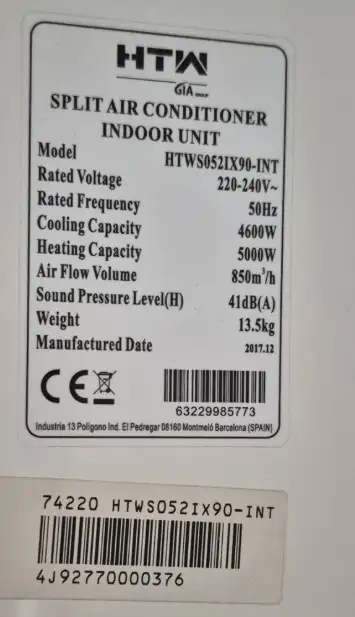 HTW
GIA GROUP
SPLIT AIR CONDITIONER
INDOOR UNIT
Model HTWS052IX90-INT
Rated Voltage 220-240V~
Rated Frequency 50Hz
Cooling Capacity 4600W
Heating Capacity 5000W
Air Flow Volume 850m³/h
Sound Pressure Level(H) 41dB(A)
Weight 13.5kg
Manufactured Date 2017.12
CE
63229985773
Industria 13 Polígono Ind. El Pedregar 08160 Montmeló Barcelona (SPAIN)
74220 HTWS052IX90-INT
4J92770000376